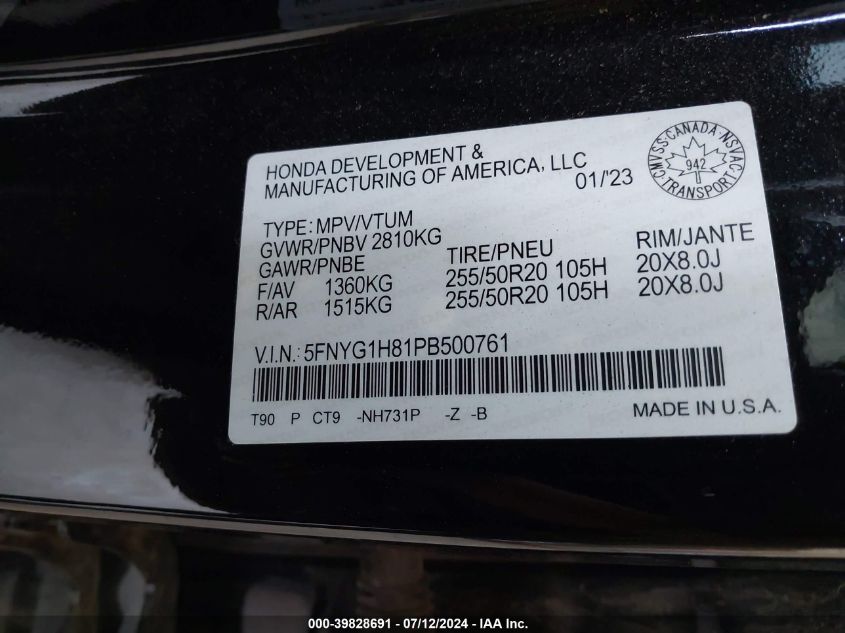 HONDA DEVELOPMENT &
MANUFACTURING OF AMERICA, LLC
01/'23
CMVSS·CANADA·NSVAC
942
TRANSPORT
TYPE: MPV/VTUM
GVWR/PNBV 2810KG
GAWR/PNBE TIRE/PNEU RIM/JANTE
F/AV 1360KG 255/50R20 105H 20X8.0J
R/AR 1515KG 255/50R20 105H 20X8.0J
V.I.N.: 5FNYG1H81PB500761
T90 P CT9 -NH731P -Z -B MADE IN U.S.A.
000-39828691 - 07/12/2024 - IAA Inc.